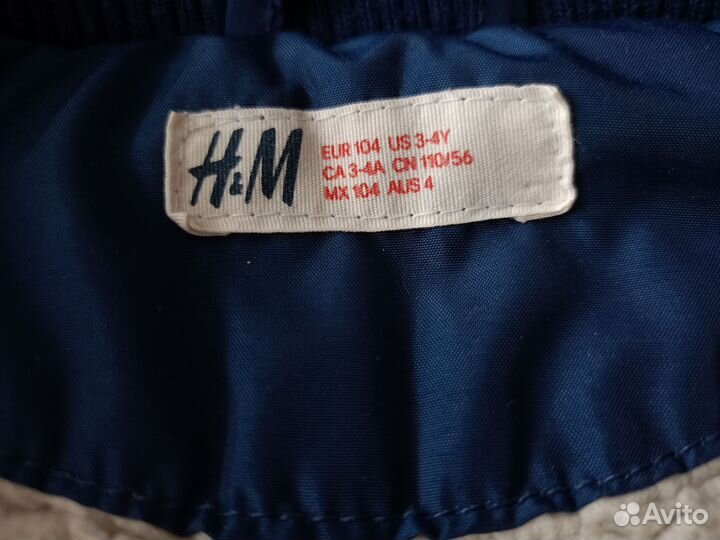 H&M
EUR 104 US 3-4Y
CA 3-4A CN 110/56
MX 104 AUS 4
Avito